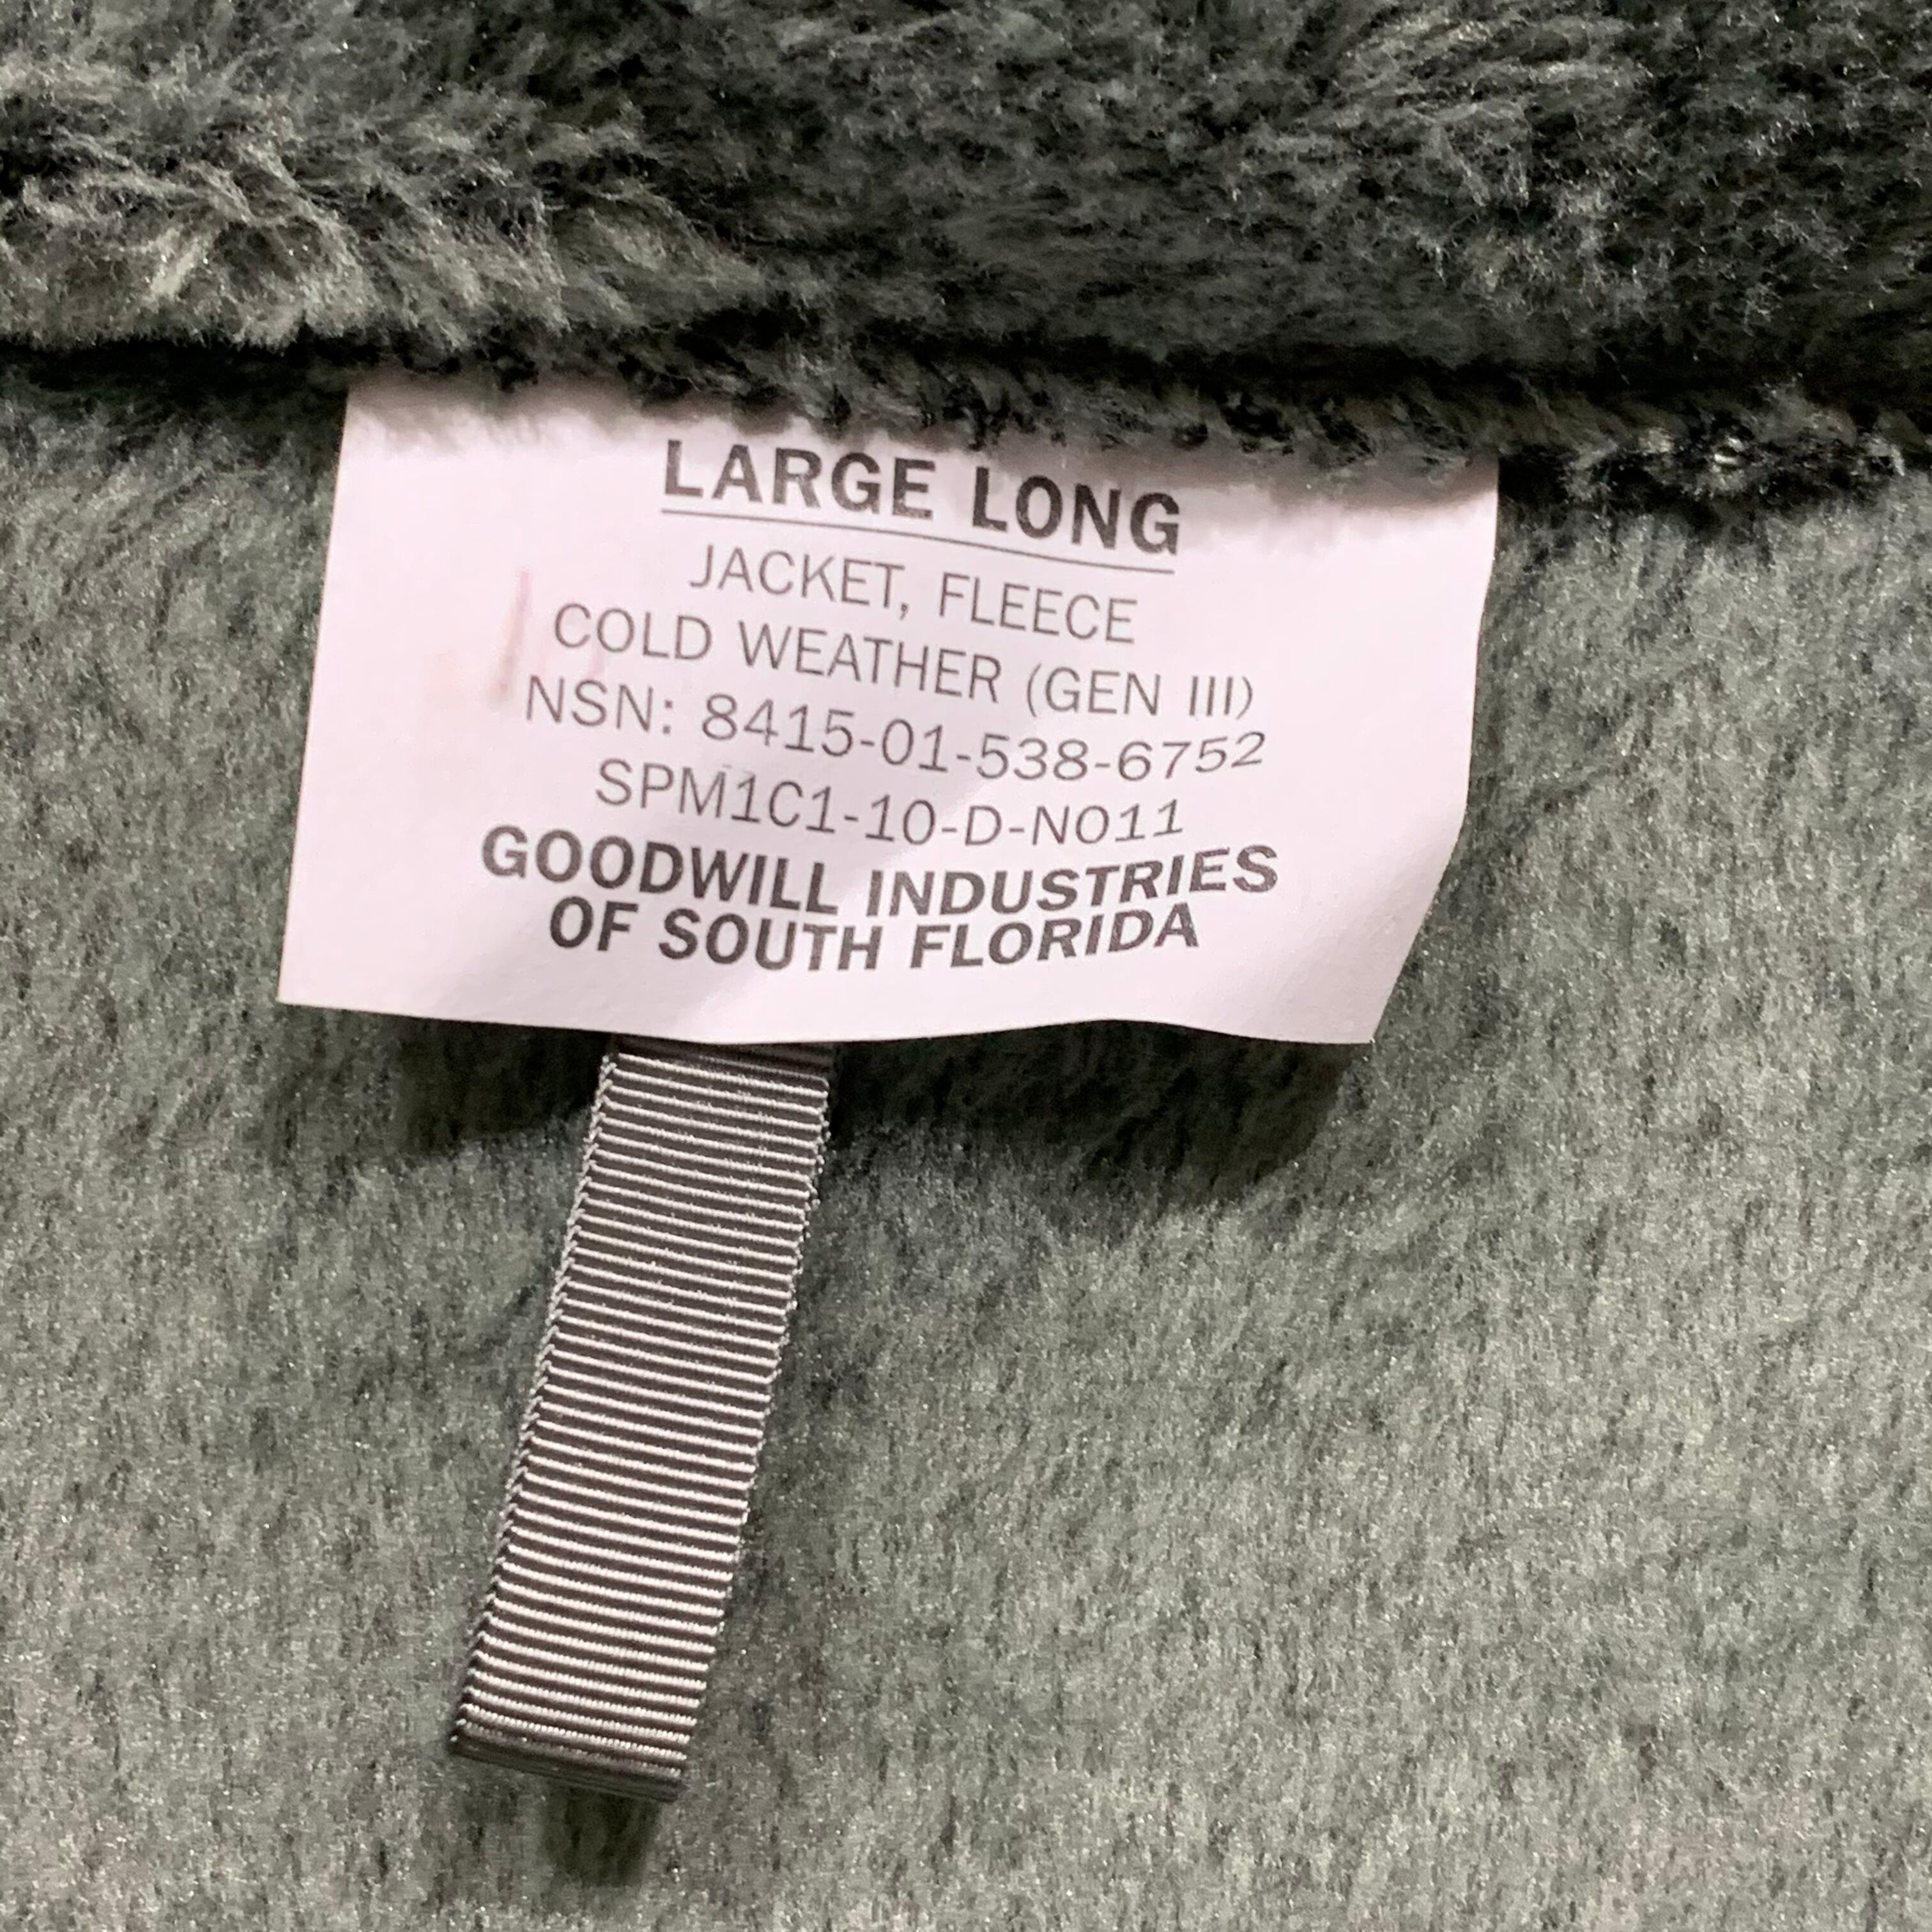 LARGE LONG
JACKET, FLEECE
COLD WEATHER (GEN III)
NSN: 8415-01-538-6752
SPM1C1-10-D-N011
GOODWILL INDUSTRIES
OF SOUTH FLORIDA